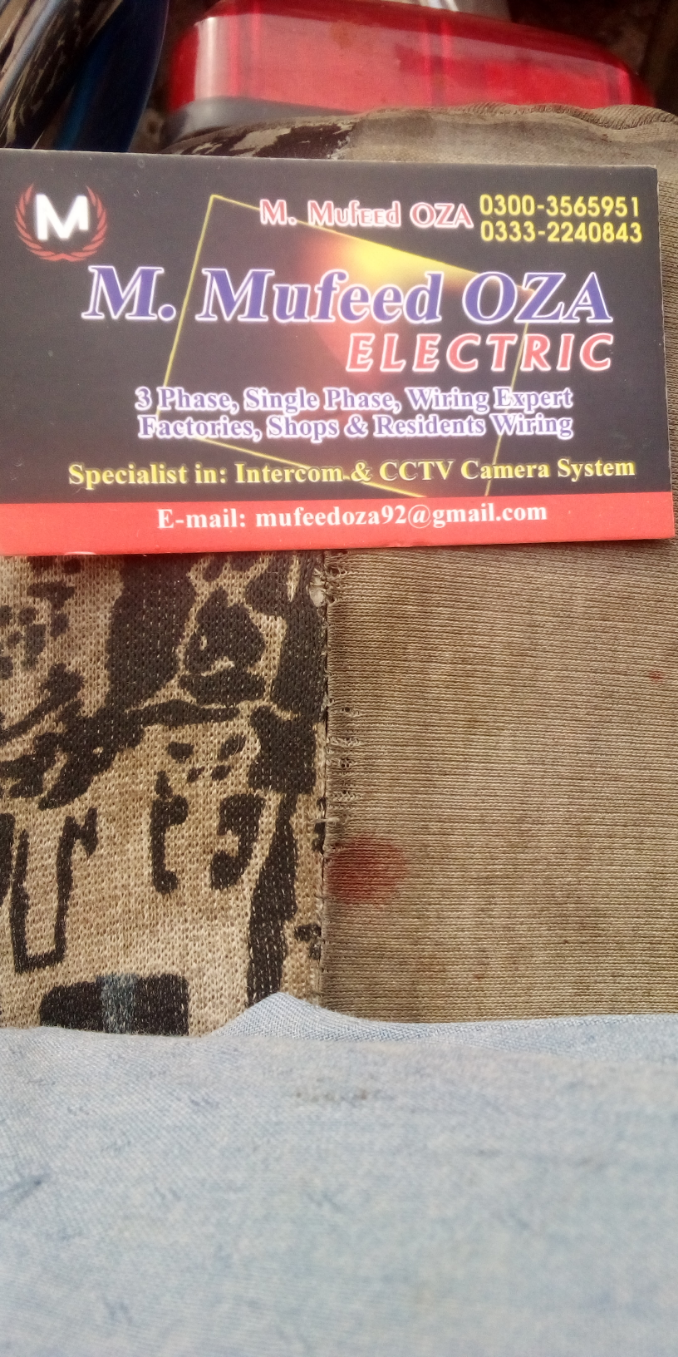 M
M. Mufeed OZA
0300-3565951
0333-2240843
M. Mufeed OZA
ELECTRIC
3 Phase, Single Phase, Wiring Expert
Factories, Shops & Residents Wiring
Specialist in: Intercom & CCTV Camera System
E-mail: mufeedoza92@gmail.com